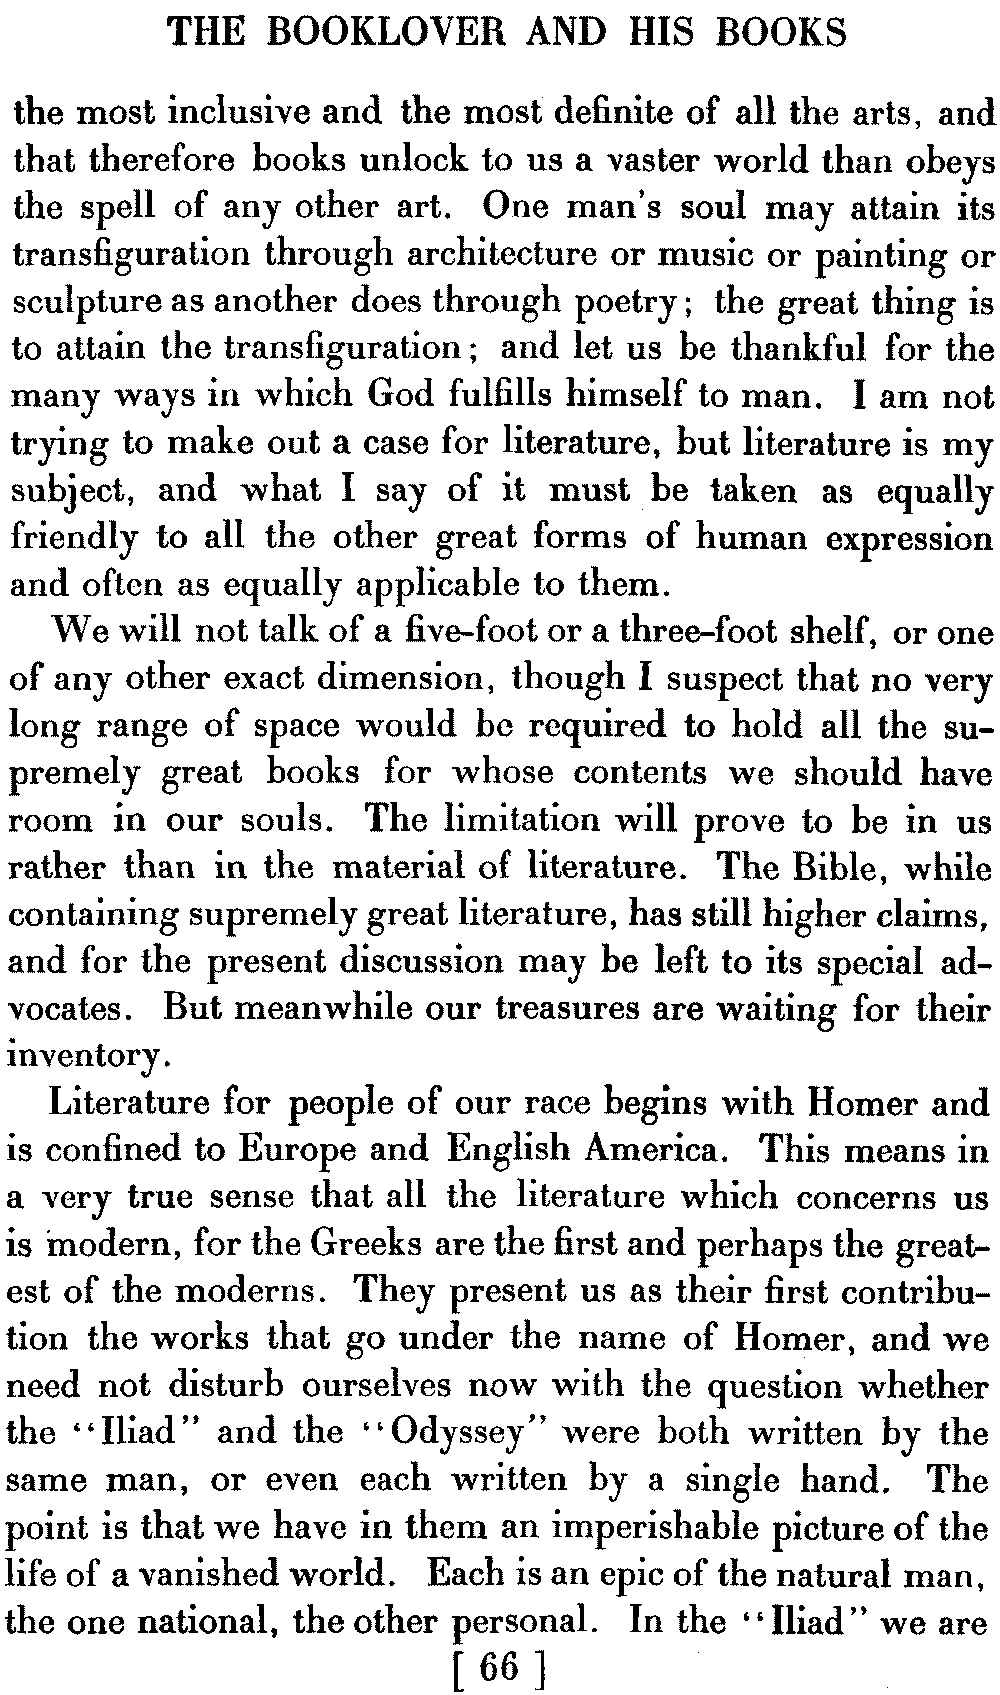 THE BOOKLOVER AND HIS BOOKS
the most inclusive and the most definite of all the arts, and
that therefore books unlock to us a vaster world than obeys
the spell of any other art. One man's soul may attain its
transfiguration through architecture or music or painting or
sculpture as another does through poetry; the great thing is
to attain the transfiguration; and let us be thankful for the
many ways in which God fulfills himself to man. I am not
trying to make out a case for literature, but literature is my
subject, and what I say of it must be taken as equally
friendly to all the other great forms of human expression
and often as equally applicable to them.
We will not talk of a five-foot or a three-foot shelf, or one
of any other exact dimension, though I suspect that no very
long range of space would be required to hold all the su-
premely great books for whose contents we should have
room in our souls. The limitation will prove to be in us
rather than in the material of literature. The Bible, while
containing supremely great literature, has still higher claims,
and for the present discussion may be left to its special ad-
vocates. But meanwhile our treasures are waiting for their
inventory.
Literature for people of our race begins with Homer and
is confined to Europe and English America. This means in
a very true sense that all the literature which concerns us
is modern, for the Greeks are the first and perhaps the great-
est of the moderns. They present us as their first contribu-
tion the works that go under the name of Homer, and we
need not disturb ourselves now with the question whether
the "Iliad" and the "Odyssey" were both written by the
same man, or even each written by a single hand. The
point is that we have in them an imperishable picture of the
life of a vanished world. Each is an epic of the natural man,
the one national, the other personal. In the "Iliad" we are
[ 66 ]